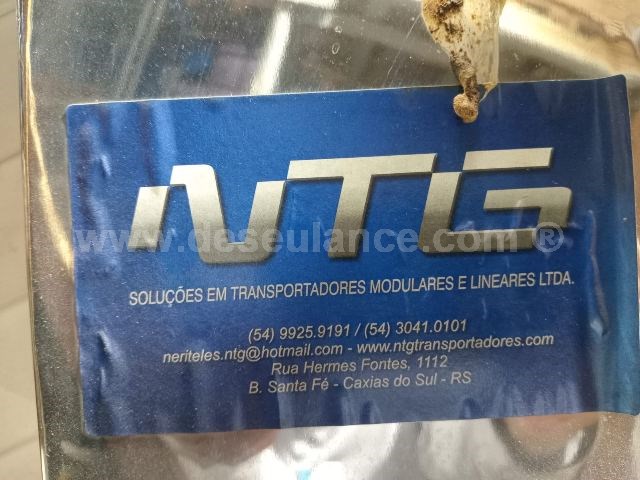 NTG
www.deseulance.com ®
SOLUÇÕES EM TRANSPORTADORES MODULARES E LINEARES LTDA.
(54) 9925.9191 / (54) 3041.0101
neriteles.ntg@hotmail.com - www.ntgtransportadores.com
Rua Hermes Fontes, 1112
B. Santa Fé - Caxias do Sul - RS